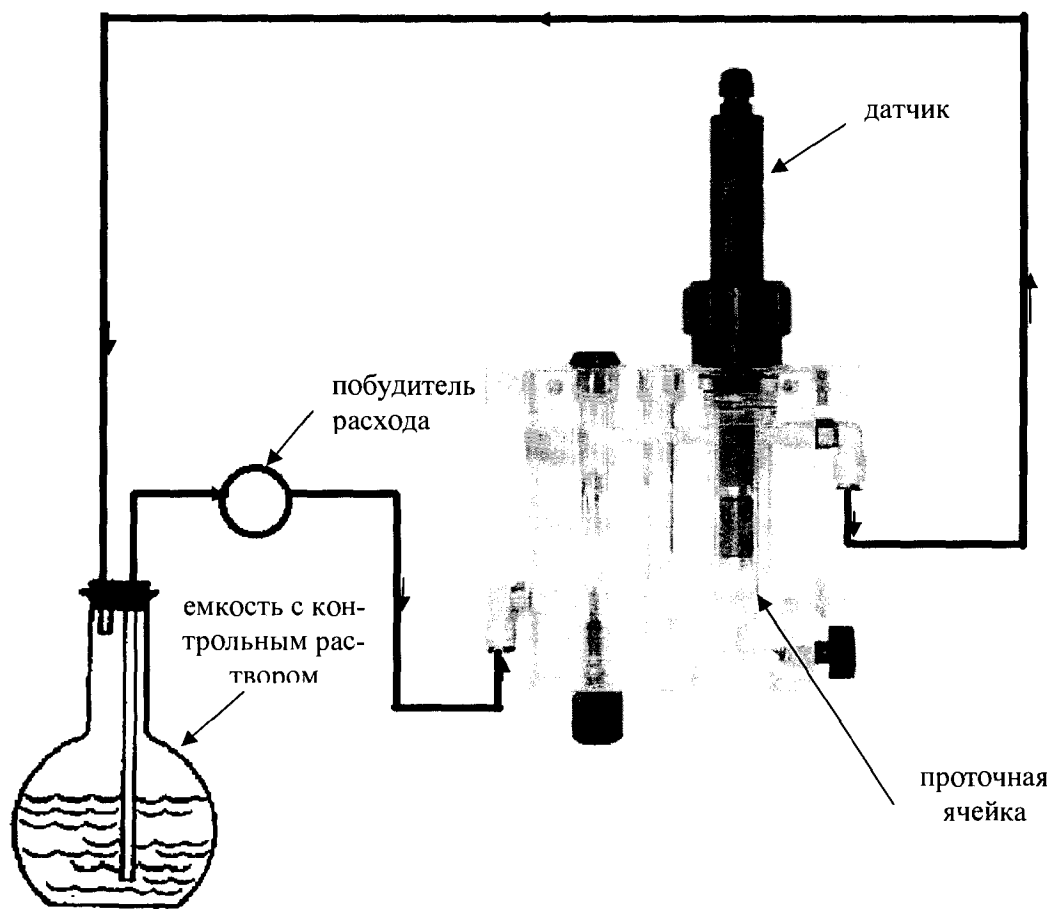 датчик
побудитель
расхода
емкость с кон-
трольным рас-
твором
проточная
ячейка